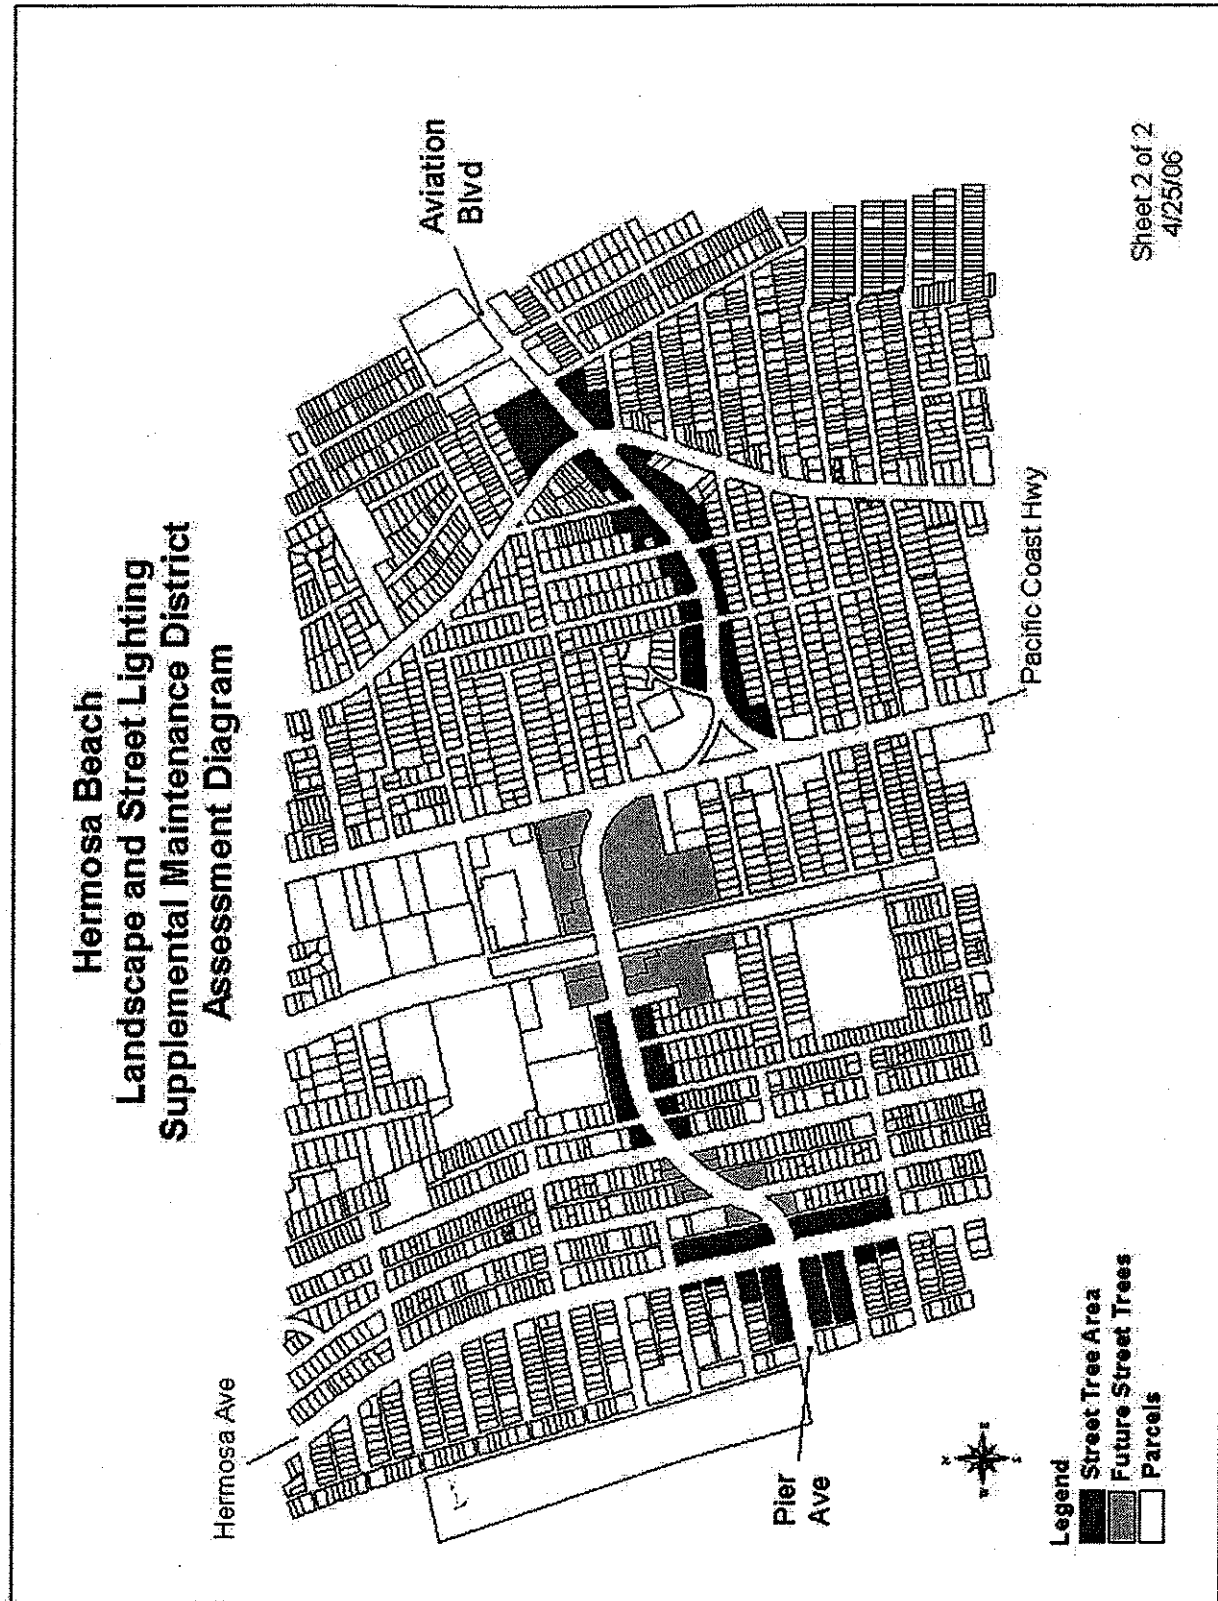 Hermosa Beach
Landscape and Street Lighting
Supplemental Maintenance District
Assessment Diagram
Hermosa Ave
Aviation
Blvd
Pier
Ave
Pacific Coast Hwy
N
E
S
W
Legend
Street Tree Area
Future Street Trees
Parcels
Sheet 2 of 2
4/25/06